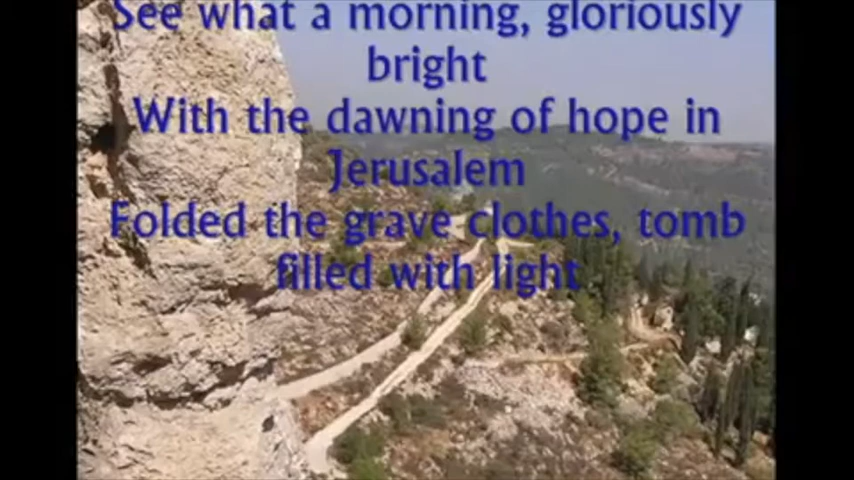 See what a morning, gloriously
bright
With the dawning of hope in
Jerusalem
Folded the grave clothes, tomb
filled with light